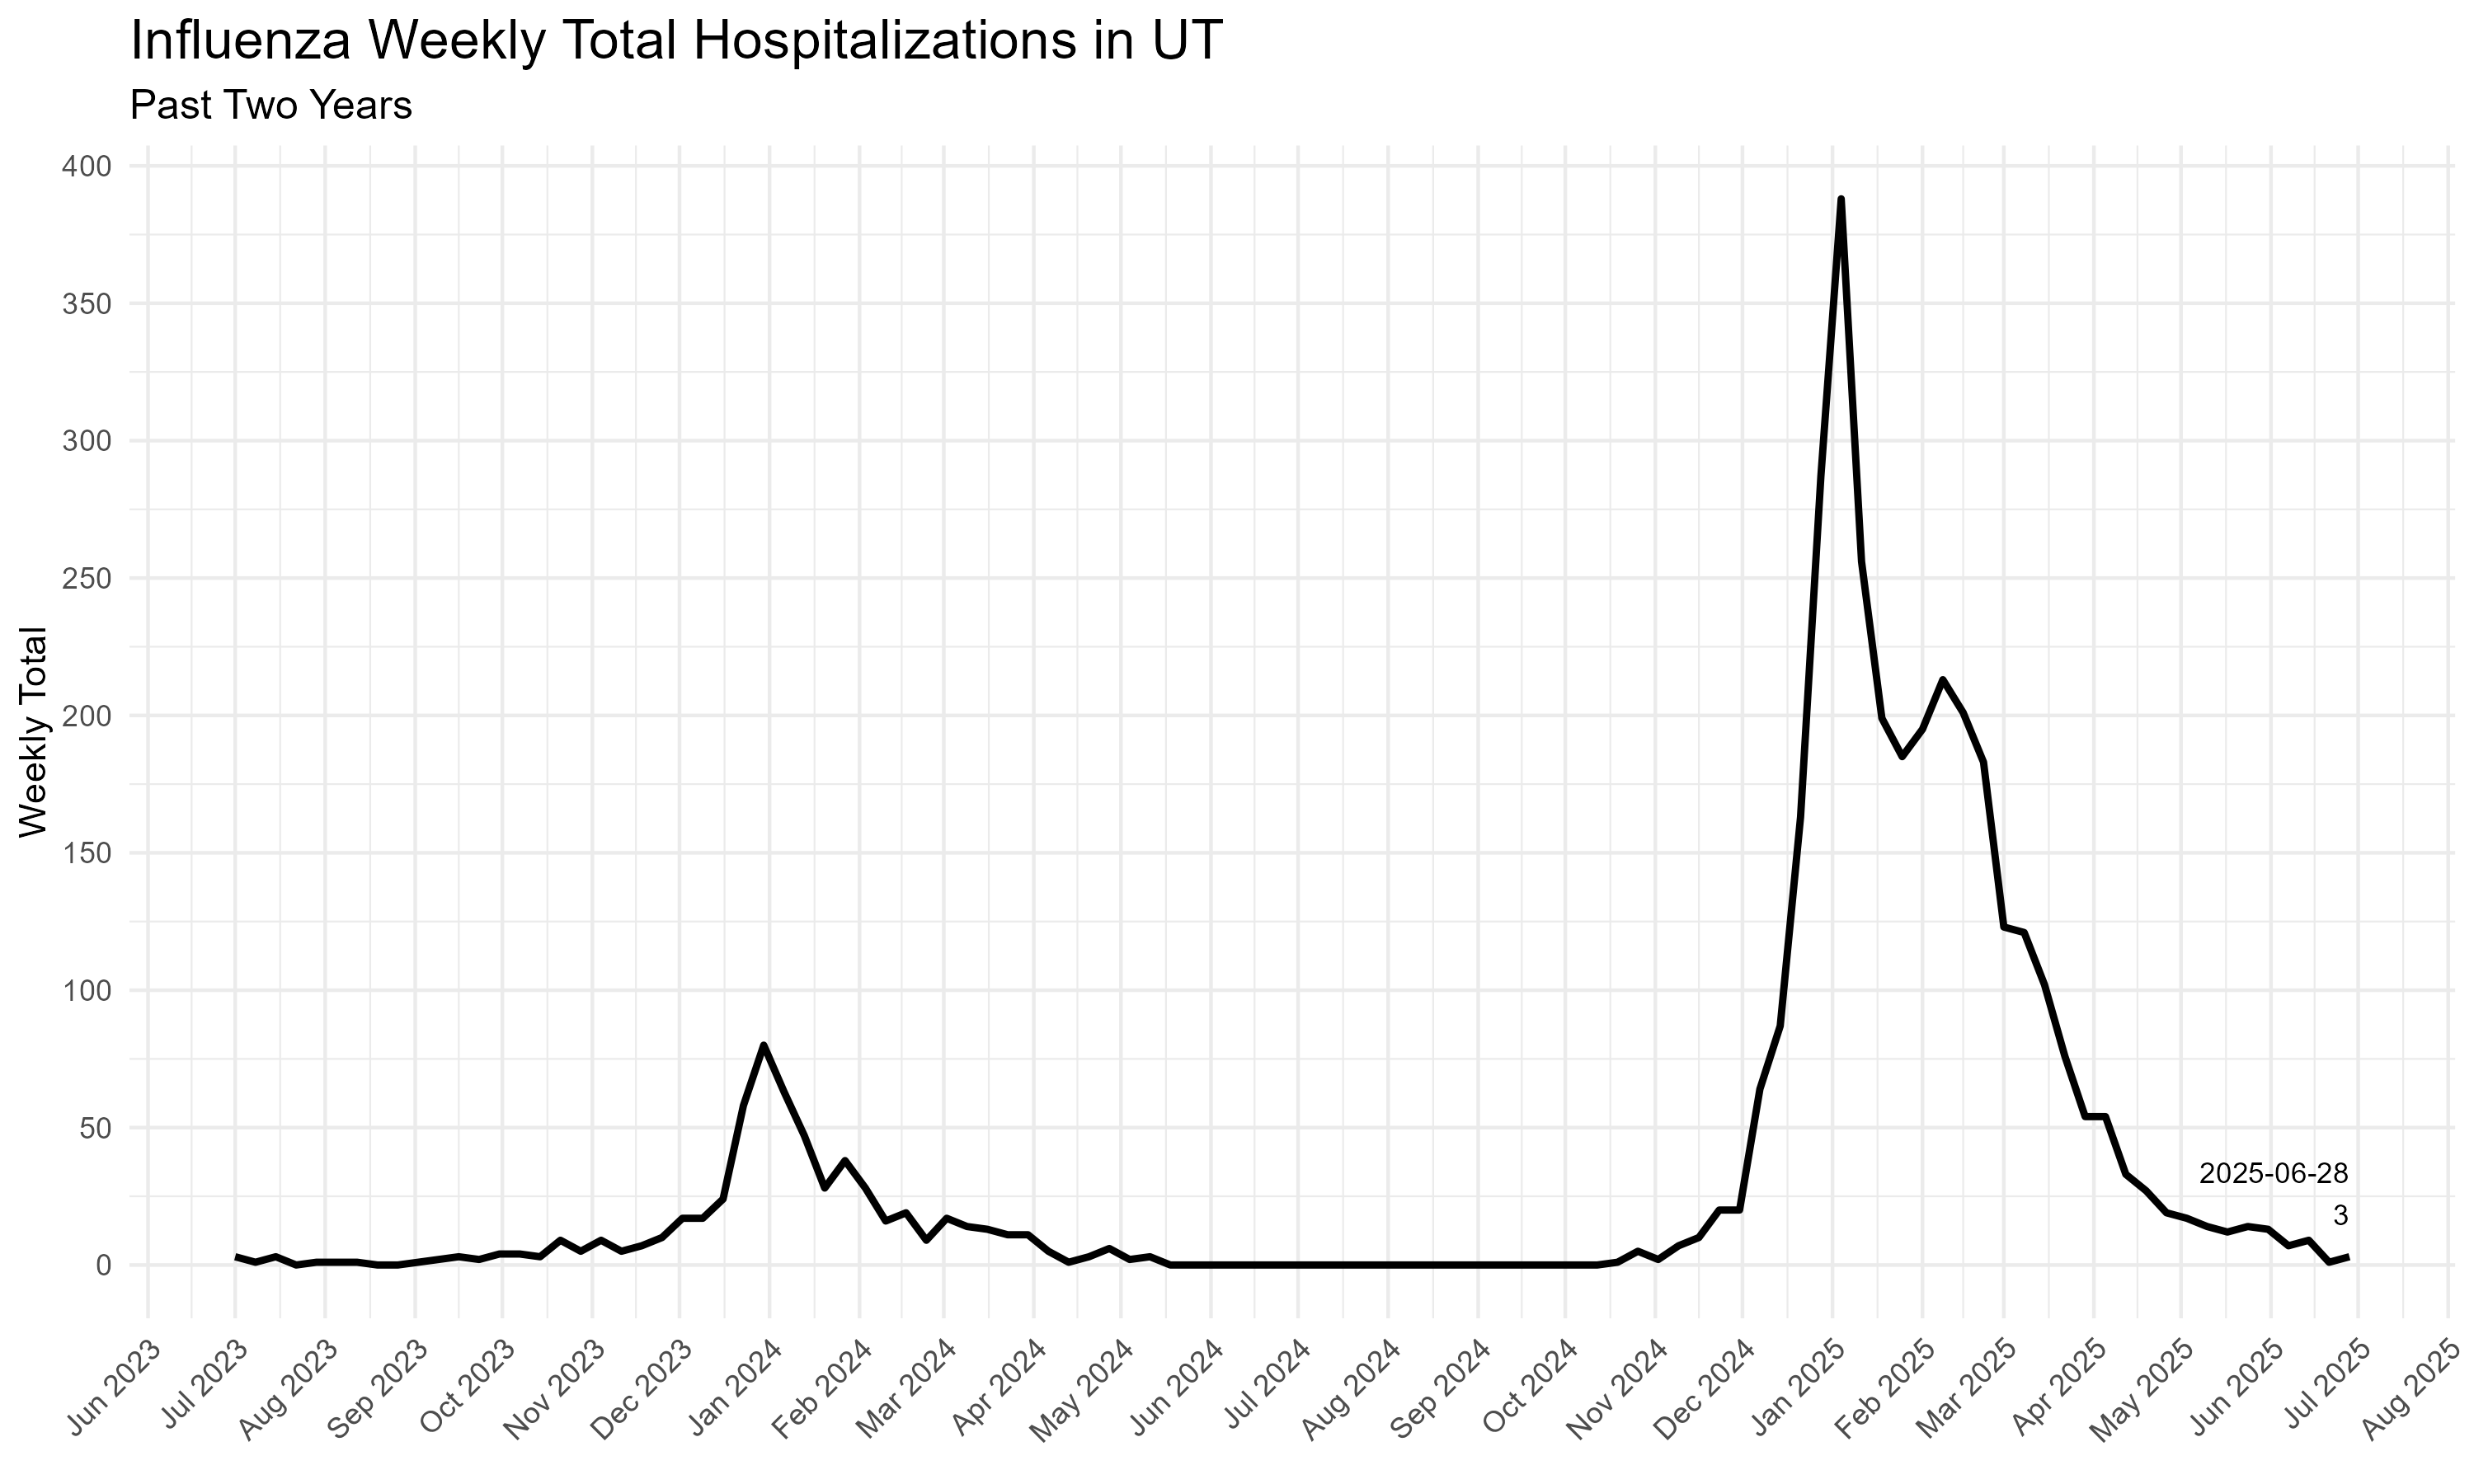 Influenza Weekly Total Hospitalizations in UT
Past Two Years
Weekly Total
400
350
300
250
200
150
100
50
0
2025-06-28
3
Jun 2023
Jul 2023
Aug 2023
Sep 2023
Oct 2023
Nov 2023
Dec 2023
Jan 2024
Feb 2024
Mar 2024
Apr 2024
May 2024
Jun 2024
Jul 2024
Aug 2024
Sep 2024
Oct 2024
Nov 2024
Dec 2024
Jan 2025
Feb 2025
Mar 2025
Apr 2025
May 2025
Jun 2025
Jul 2025
Aug 2025